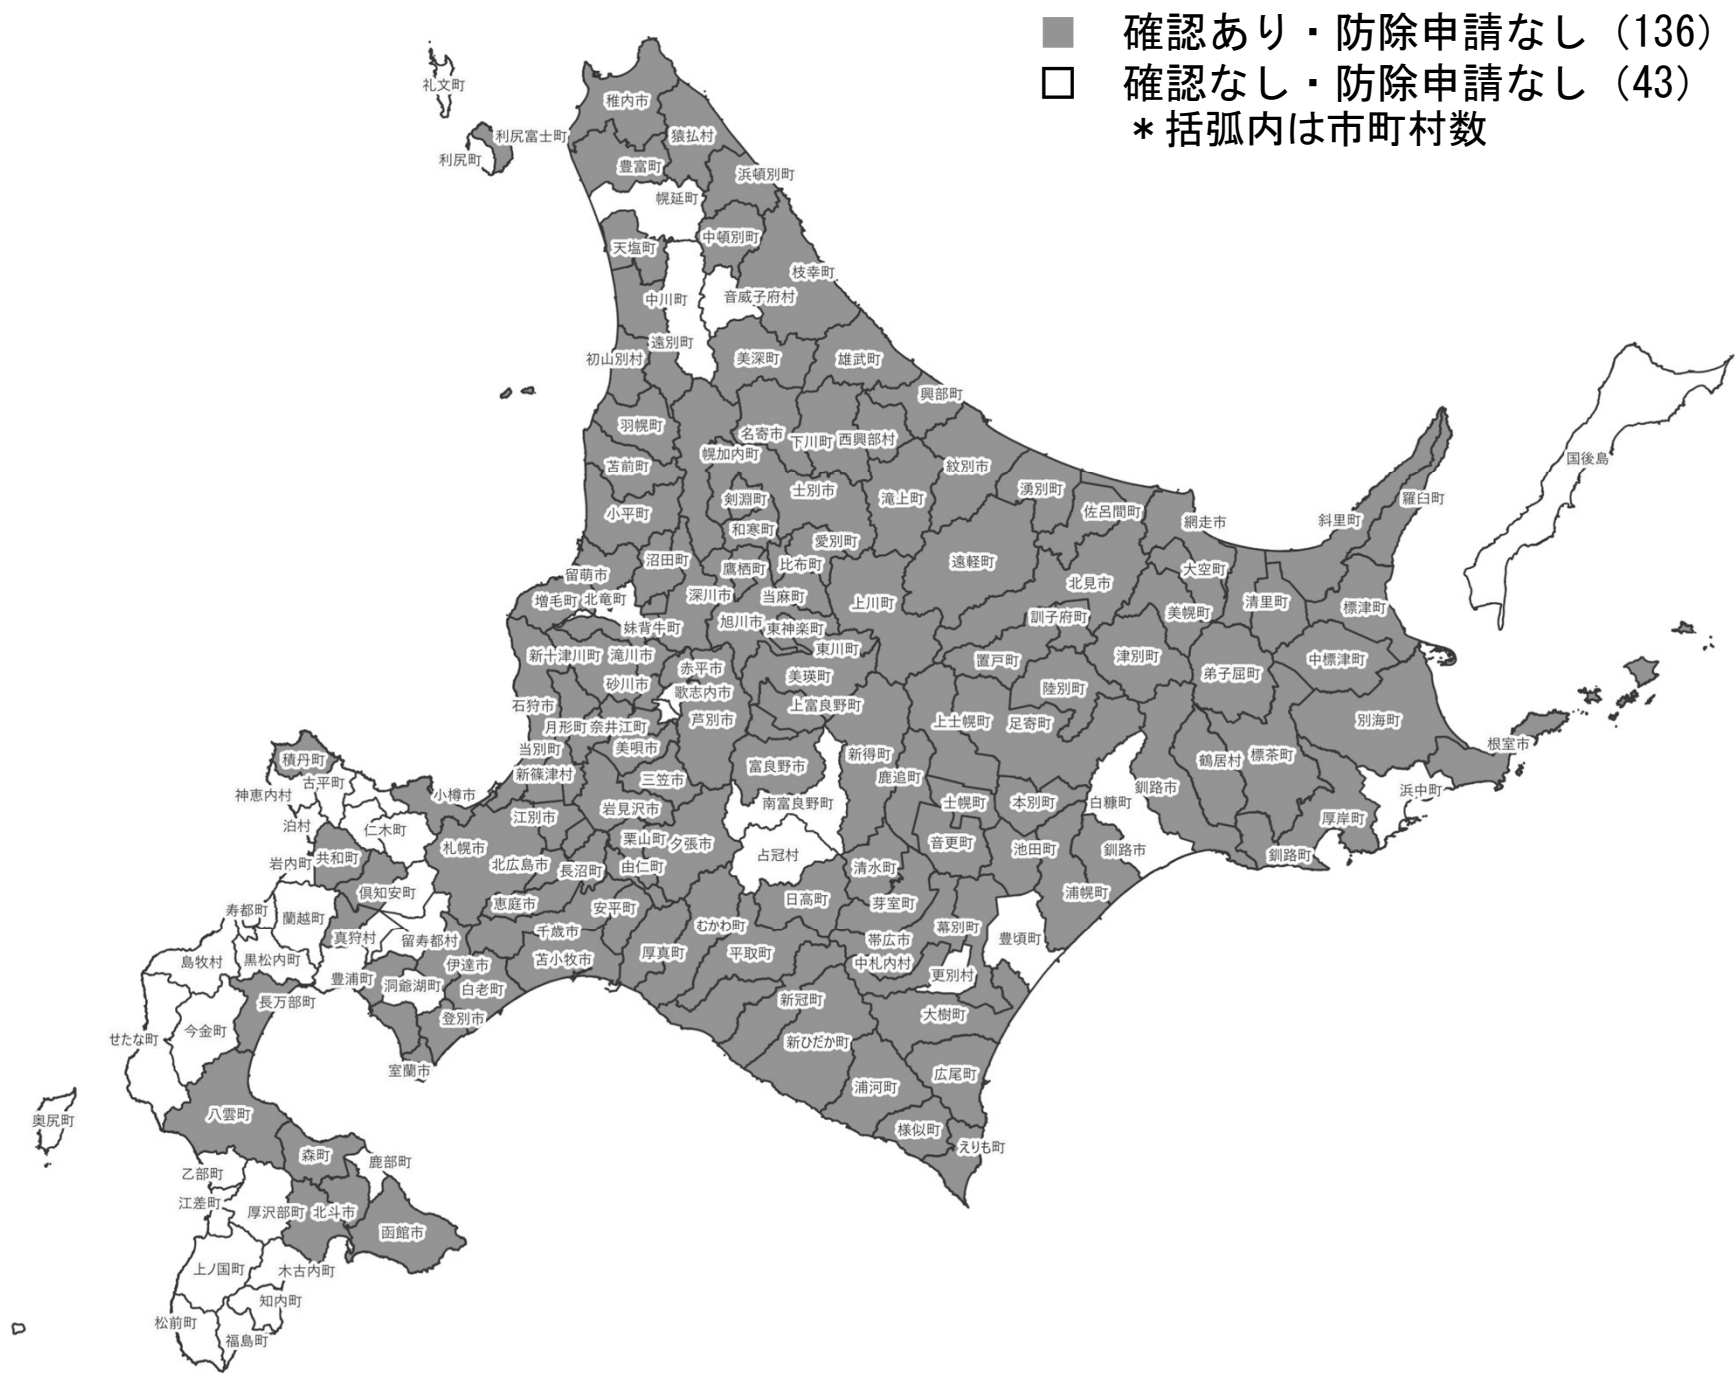 確認あり・防除申請なし（136）
確認なし・防除申請なし（43）
＊括弧内は市町村数
礼文町
稚内市
利尻富士町
猿払村
利尻町
豊富町
浜頓別町
幌延町
中頓別町
天塩町
枝幸町
中川町
音威子府村
遠別町
初山別村
美深町
雄武町
興部町
羽幌町
名寄市
下川町
西興部村
幌加内町
国後島
苫前町
紋別市
士別市
湧別町
剣淵町
滝上町
羅臼町
小平町
佐呂間町
網走市
斜里町
和寒町
愛別町
沼田町
比布町
遠軽町
鷹栖町
大空町
留萌市
北見市
増毛町
北竜町
深川市
当麻町
上川町
清里町
標津町
美幌町
訓子府町
旭川市
妹背牛町
東神楽町
東川町
新十津川町
滝川市
津別町
置戸町
中標津町
赤平市
美瑛町
弟子屈町
砂川市
歌志内市
陸別町
石狩市
上富良野町
月形町
奈井江町
芦別市
上士幌町
足寄町
別海町
当別町
美唄市
根室市
積丹町
新得町
標茶町
鶴居村
新篠津村
三笠市
富良野市
鹿追町
古平町
釧路市
神恵内村
小樽市
浜中町
岩見沢市
南富良野町
士幌町
本別町
白糠町
江別市
厚岸町
泊村
仁木町
栗山町
夕張市
音更町
札幌市
池田町
釧路市
占冠村
釧路町
岩内町
共和町
北広島市
長沼町
由仁町
清水町
倶知安町
浦幌町
恵庭市
安平町
日高町
芽室町
寿都町
蘭越町
むかわ町
幕別町
千歳市
真狩村
留寿都村
帯広市
豊頃町
厚真町
平取町
島牧村
黒松内町
苫小牧市
中札内村
伊達市
更別村
豊浦町
洞爺湖町
白老町
長万部町
新冠町
登別市
大樹町
今金町
せたな町
新ひだか町
室蘭市
広尾町
浦河町
八雲町
奥尻町
様似町
えりも町
森町
鹿部町
乙部町
江差町
厚沢部町
北斗市
函館市
上ノ国町
木古内町
知内町
松前町
福島町